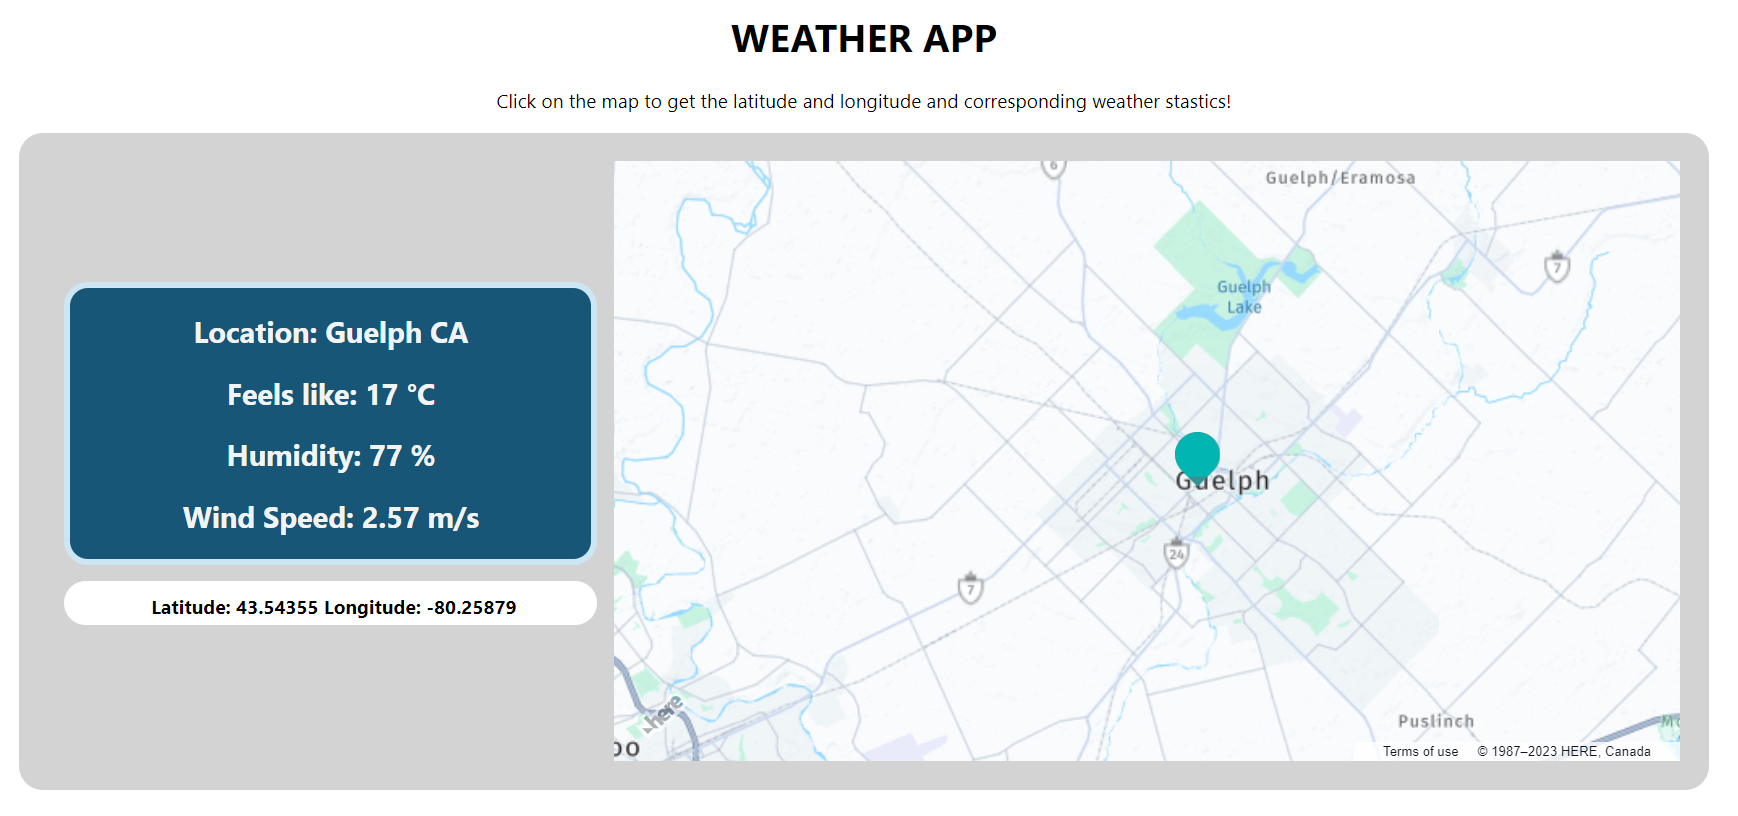 WEATHER APP
Click on the map to get the latitude and longitude and corresponding weather stastics!
Location: Guelph CA
Feels like: 17 °C
Humidity: 77 %
Wind Speed: 2.57 m/s
Latitude: 43.54355 Longitude: -80.25879
6
Guelph/Eramosa
7
Guelph
Lake
Guelph
24
7
here
oo
Puslinch
Mo
Terms of use © 1987–2023 HERE, Canada